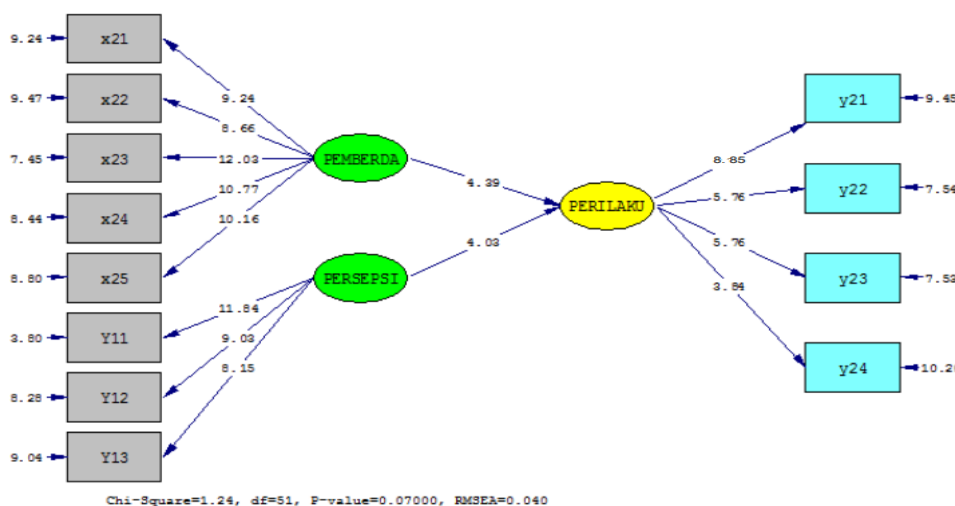 9.24 x21
9.47 x22
7.45 x23
8.44 x24
8.80 x25
3.80 Y11
8.28 Y12
9.04 Y13
9.24
8.66
12.03
10.77
10.16
11.84
9.03
8.15
PEMBERDA
PERSEPSI
4.39
4.03
PERILAKU
8.85
5.76
5.76
3.84
y21 9.45
y22 7.54
y23 7.53
y24
Chi-Square=1.24, df=51, P-value=0.07000, RMSEA=0.040